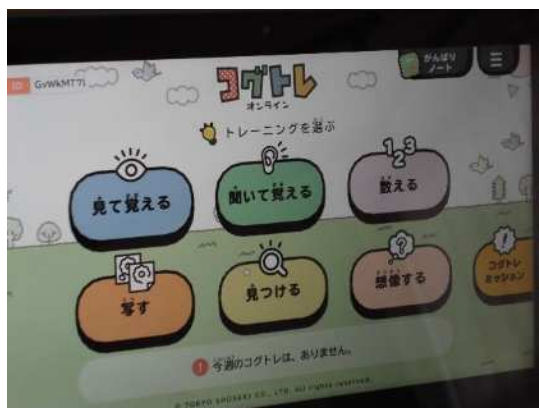 ID GvWkMT7i
コグトレ
オンライン
がんばり
ノート
トレーニングを選ぶ
見て覚える
聞いて覚える
123
数える
写す
見つける
想像する
コグトレ
ミッション
今週のコグトレは、ありません。
© TOKYO SHOSEKI CO., LTD. All rights reserved.